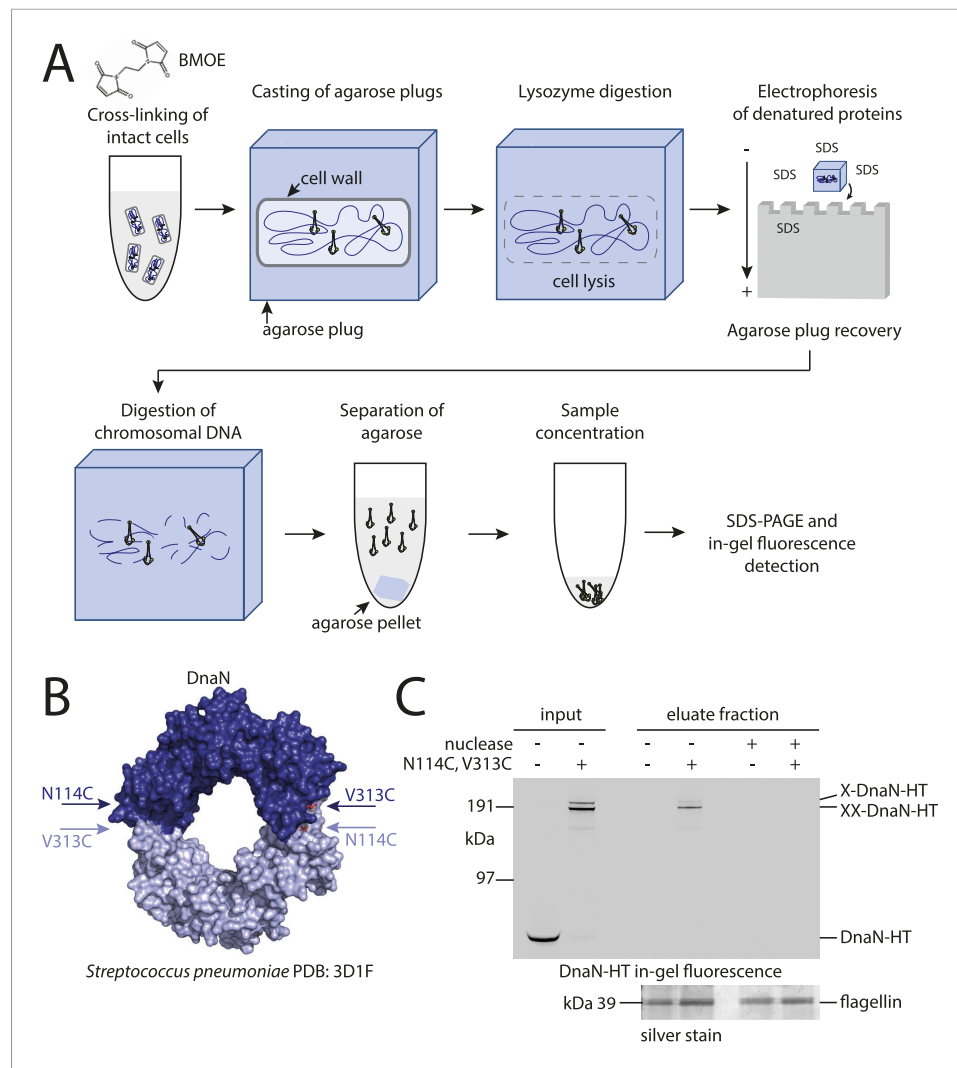 A
BMOE
Cross-linking of
intact cells
Casting of agarose plugs
cell wall
agarose plug
Lysozyme digestion
cell lysis
Electrophoresis
of denatured proteins
-
SDS
SDS
SDS
SDS
+
Agarose plug recovery
Digestion of
chromosomal DNA
Separation of
agarose
agarose pellet
Sample
concentration
SDS-PAGE and
in-gel fluorescence
detection
B
DnaN
N114C
V313C
V313C
N114C
Streptococcus pneumoniae PDB: 3D1F
C
input eluate fraction
nuclease - - - - + +
N114C, V313C - + - + - +
191
kDa
97
X-DnaN-HT
XX-DnaN-HT
DnaN-HT
DnaN-HT in-gel fluorescence
kDa 39 flagellin
silver stain